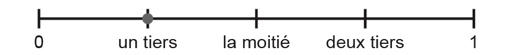 0 un tiers la moitié deux tiers 1